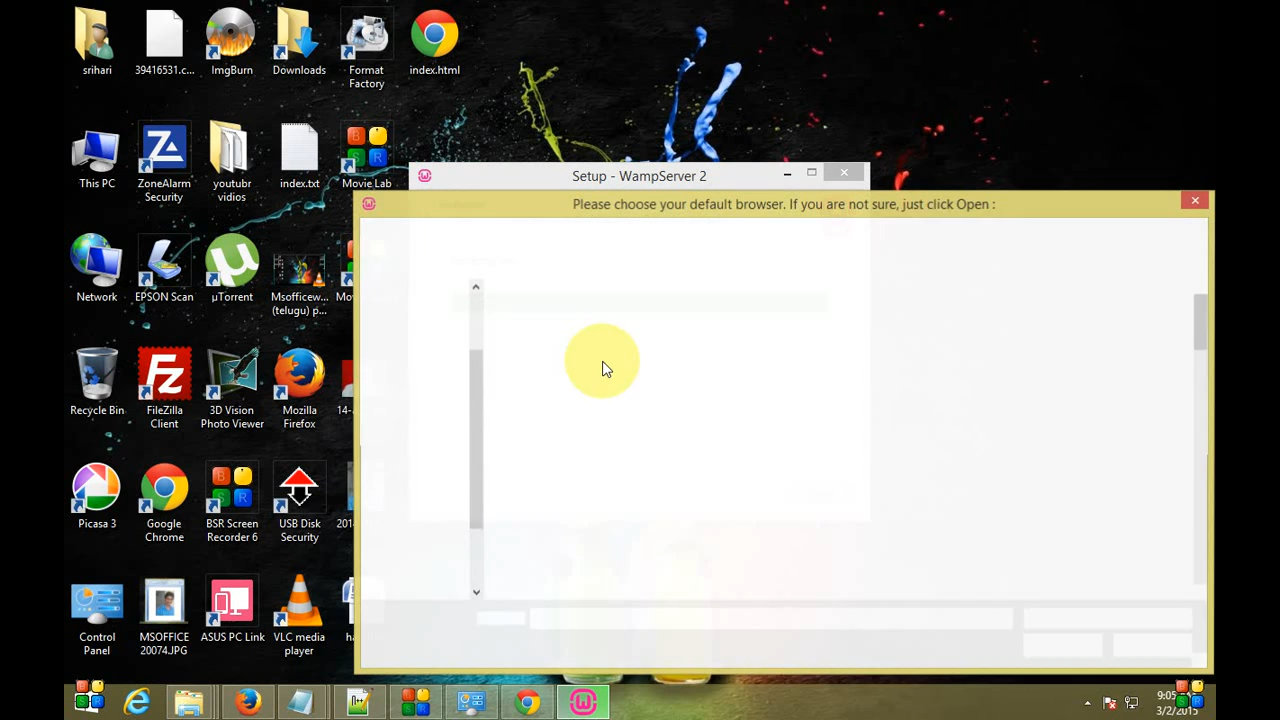 srihari
39416531.c...
ImgBurn
Downloads
Format
Factory
index.html
This PC
ZoneAlarm
Security
youtubr
vidios
index.txt
Movie Lab
Setup - WampServer 2
Please choose your default browser. If you are not sure, just click Open :
Network
EPSON Scan
µTorrent
Msofficew...
(telugu) p...
Mov
Recycle Bin
FileZilla
Client
3D Vision
Photo Viewer
Mozilla
Firefox
14-
Picasa 3
Google
Chrome
BSR Screen
Recorder 6
USB Disk
Security
201
Control
Panel
MSOFFICE
20074.JPG
ASUS PC Link
VLC media
player
ha
9:05
3/2/2015